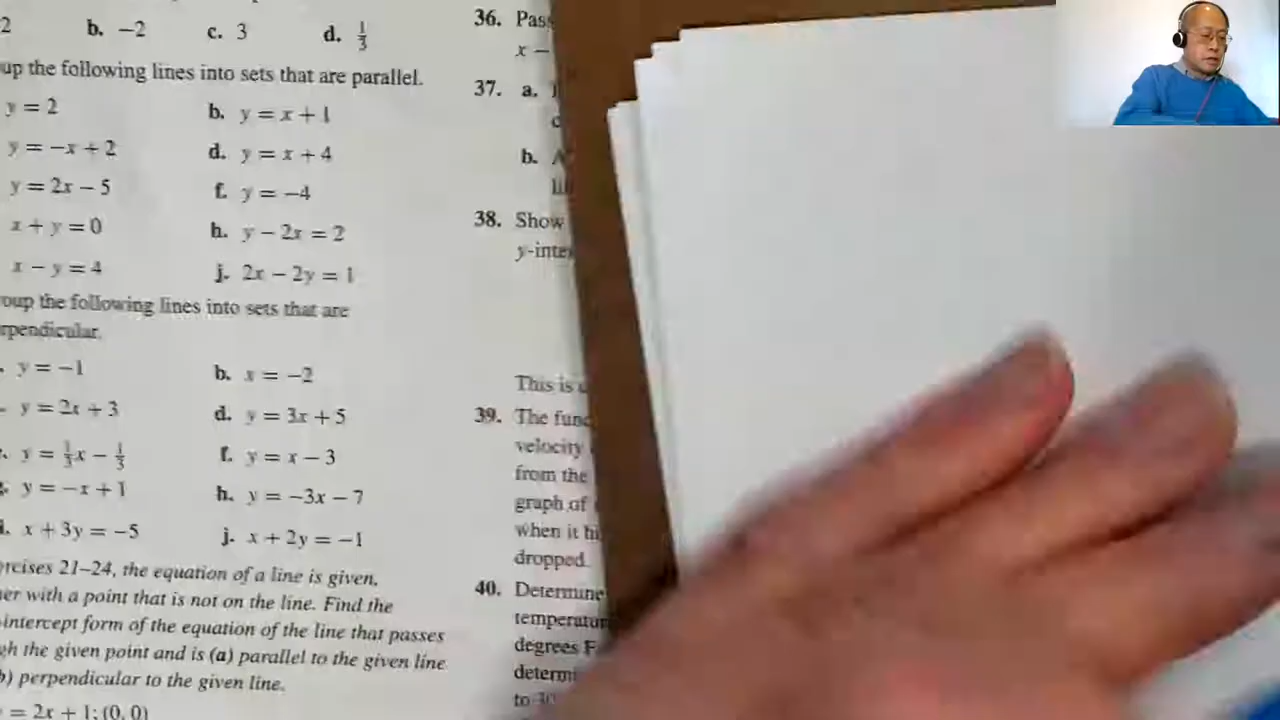 2 b. −2 c. 3 d. 1/3
up the following lines into sets that are parallel.
y = 2 b. y = x + 1
y = −x + 2 d. y = x + 4
y = 2x − 5 f. y = −4
x + y = 0 h. y − 2x = 2
x − y = 4 j. 2x − 2y = 1
oup the following lines into sets that are
rpendicular.
y = −1 b. x = −2
y = 2x + 3 d. y = 3x + 5
y = 1/3x − 1/3 f. y = x − 3
y = −x + 1 h. y = −3x − 7
i. x + 3y = −5 j. x + 2y = −1
rcises 21–24, the equation of a line is given,
er with a point that is not on the line. Find the
intercept form of the equation of the line that passes
gh the given point and is (a) parallel to the given line
b) perpendicular to the given line.
= 2x + 1; (0, 0)
36. Pass
x −
37. a.
b.
38. Show
y-inte
This is
39. The func
velocity
from the
graph of
when it hi
dropped.
40. Determine
temperatur
degrees F
determi
to